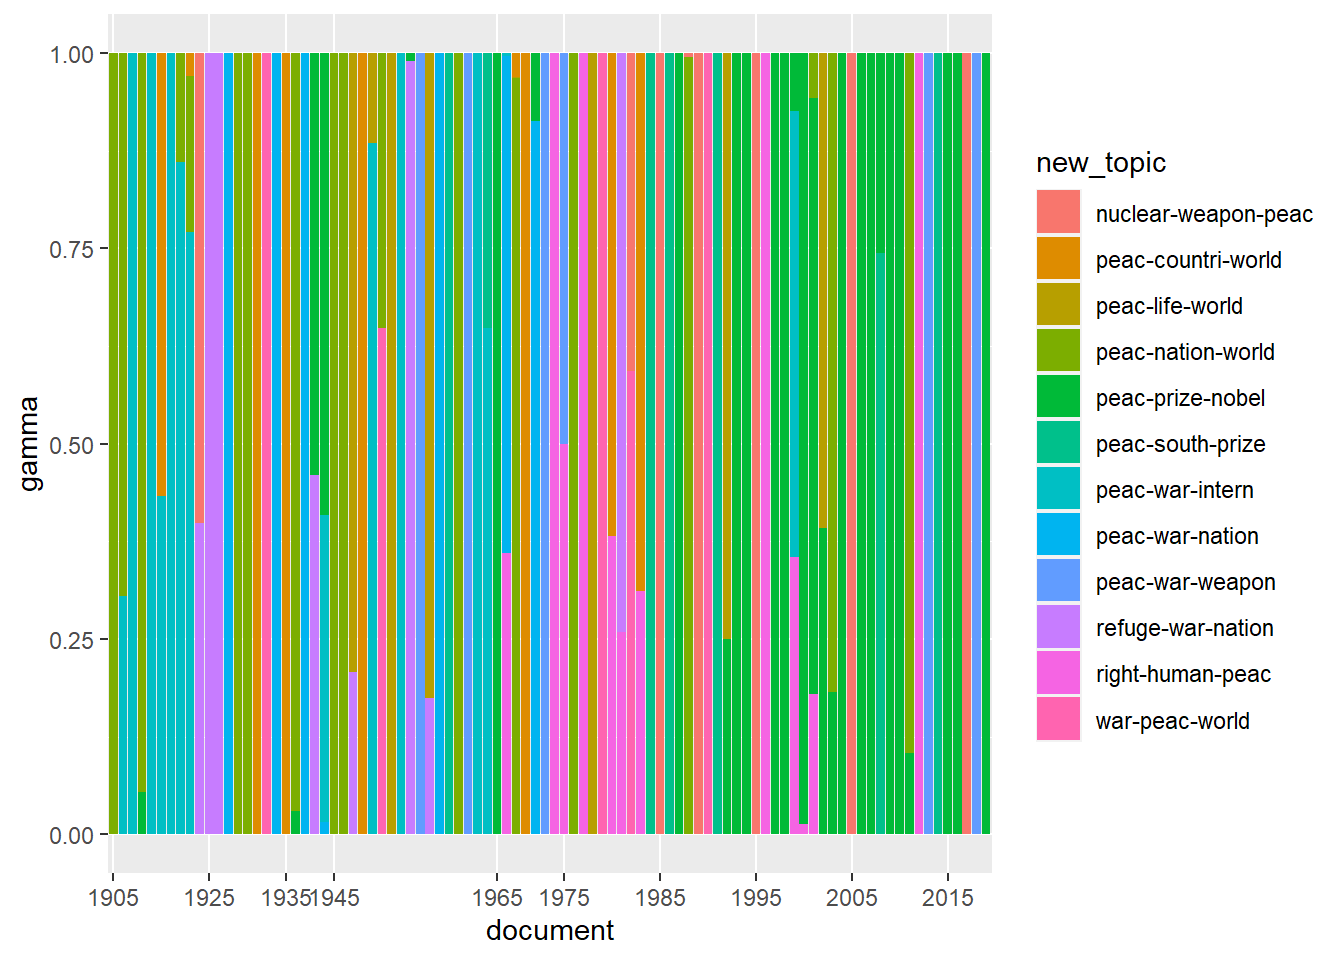 1.00
0.75
0.50
0.25
0.00
gamma
1905 1925 1935 1945 1965 1975 1985 1995 2005 2015
document
new_topic
nuclear-weapon-peac
peac-countri-world
peac-life-world
peac-nation-world
peac-prize-nobel
peac-south-prize
peac-war-intern
peac-war-nation
peac-war-weapon
refuge-war-nation
right-human-peac
war-peac-world